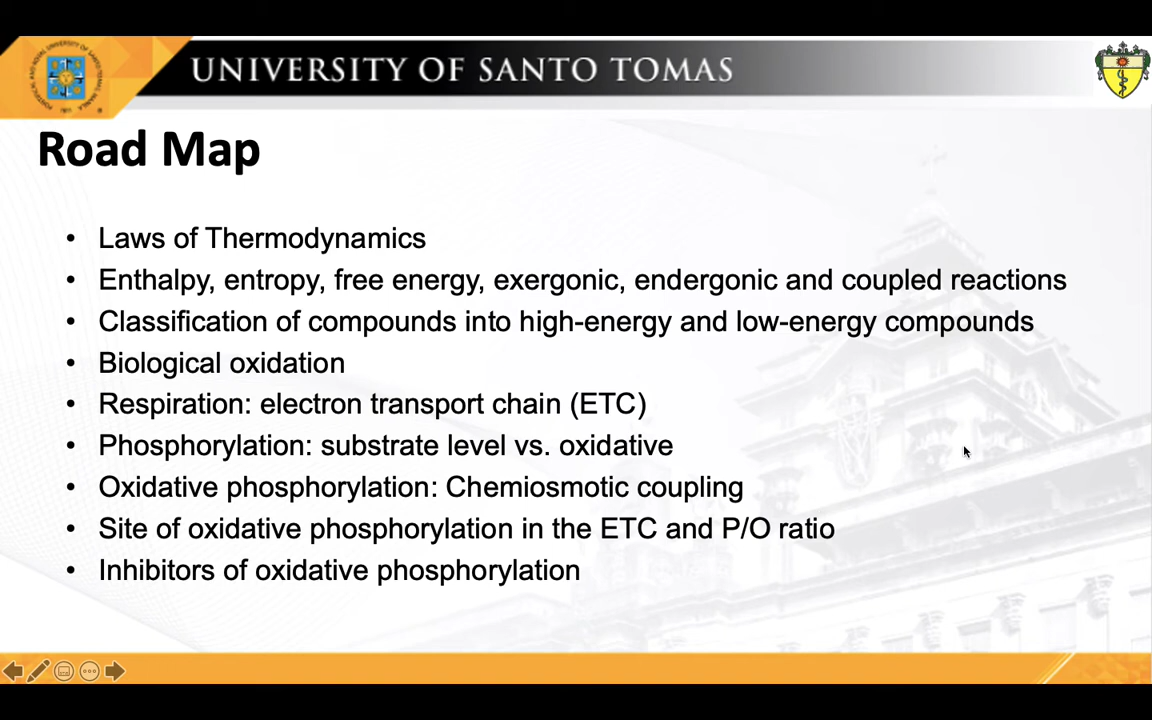 UNIVERSITY OF SANTO TOMAS
Road Map
• Laws of Thermodynamics
• Enthalpy, entropy, free energy, exergonic, endergonic and coupled reactions
• Classification of compounds into high-energy and low-energy compounds
• Biological oxidation
• Respiration: electron transport chain (ETC)
• Phosphorylation: substrate level vs. oxidative
• Oxidative phosphorylation: Chemiosmotic coupling
• Site of oxidative phosphorylation in the ETC and P/O ratio
• Inhibitors of oxidative phosphorylation